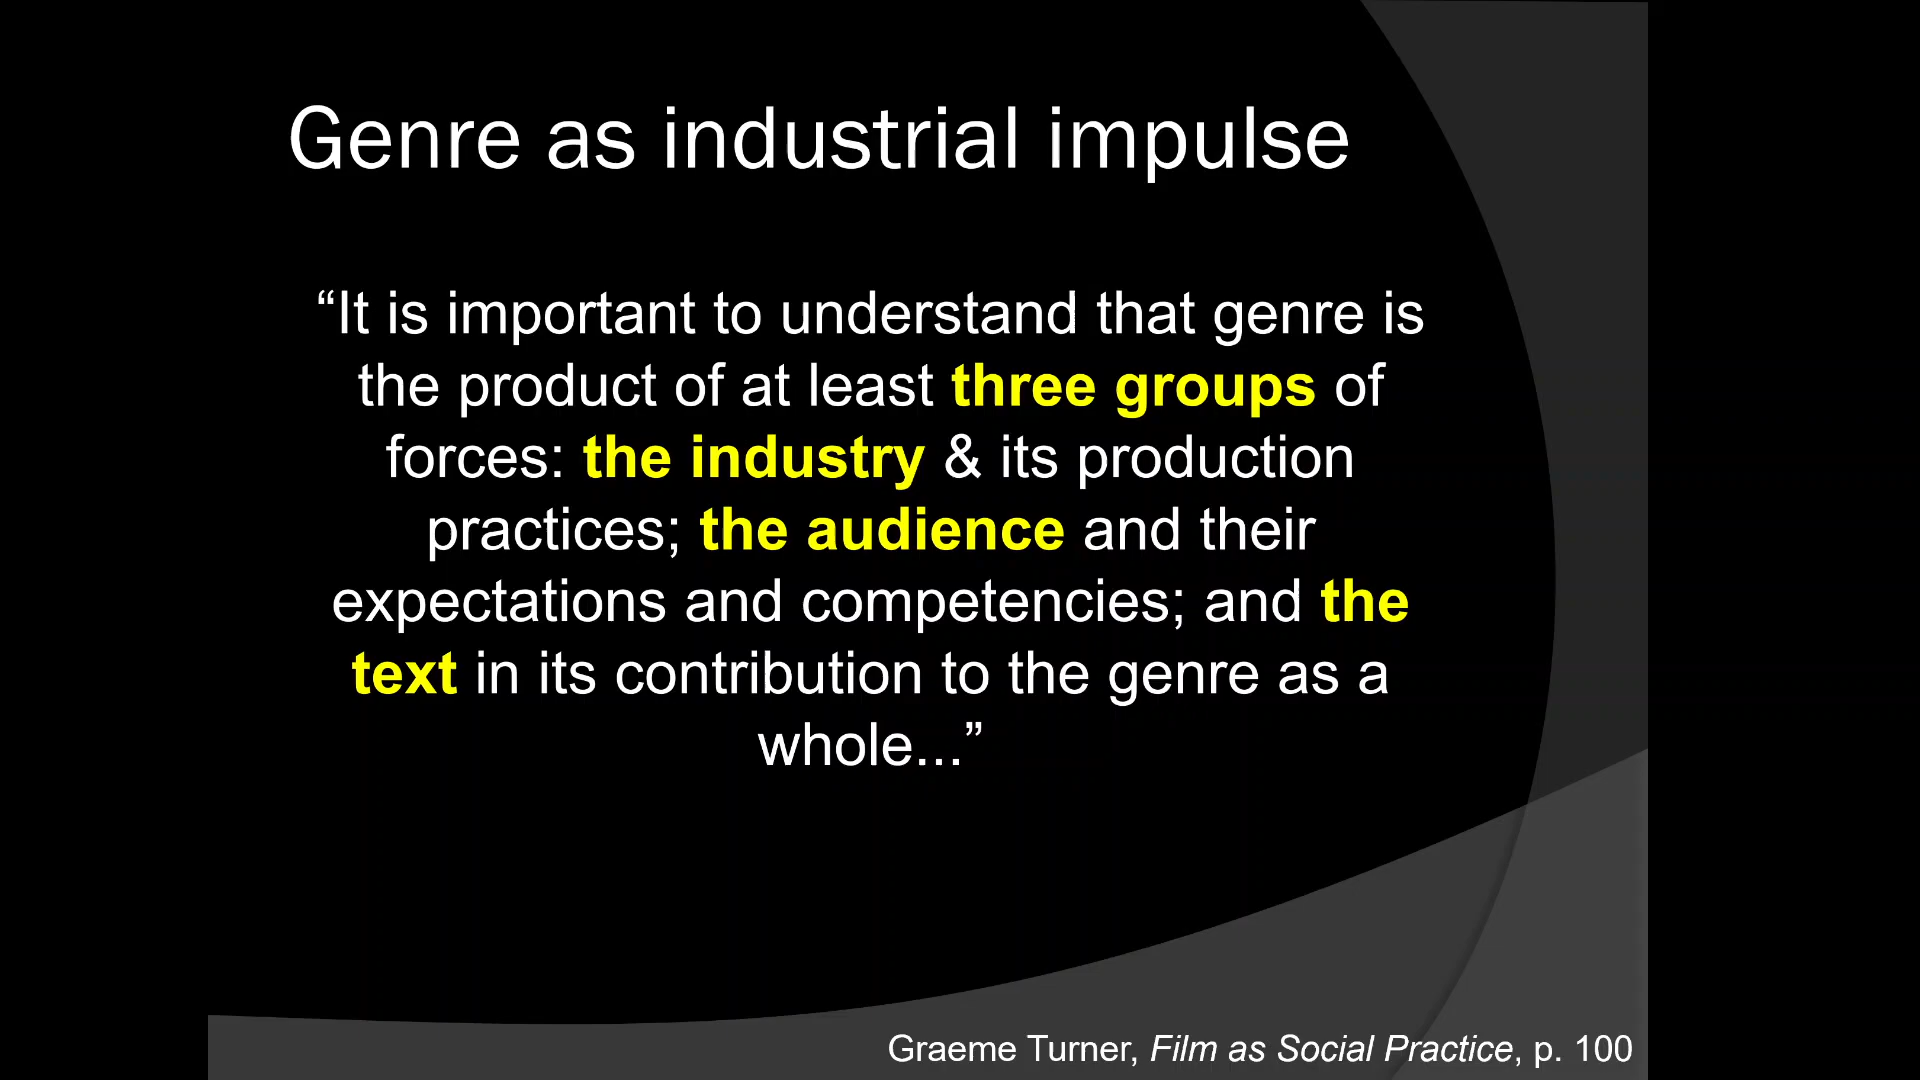 Genre as industrial impulse
“It is important to understand that genre is
the product of at least three groups of
forces: the industry & its production
practices; the audience and their
expectations and competencies; and the
text in its contribution to the genre as a
whole...”
Graeme Turner, Film as Social Practice, p. 100